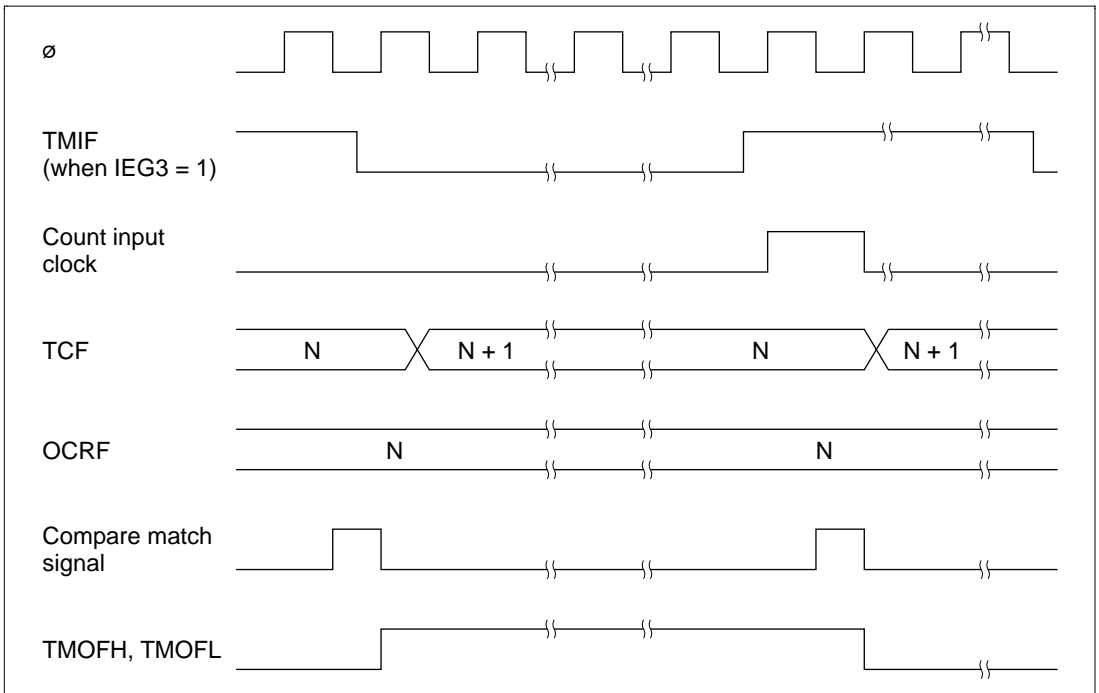 ø
TMIF
(when IEG3 = 1)
Count input
clock
TCF
N
N + 1
N
N + 1
OCRF
N
N
Compare match
signal
TMOFH, TMOFL